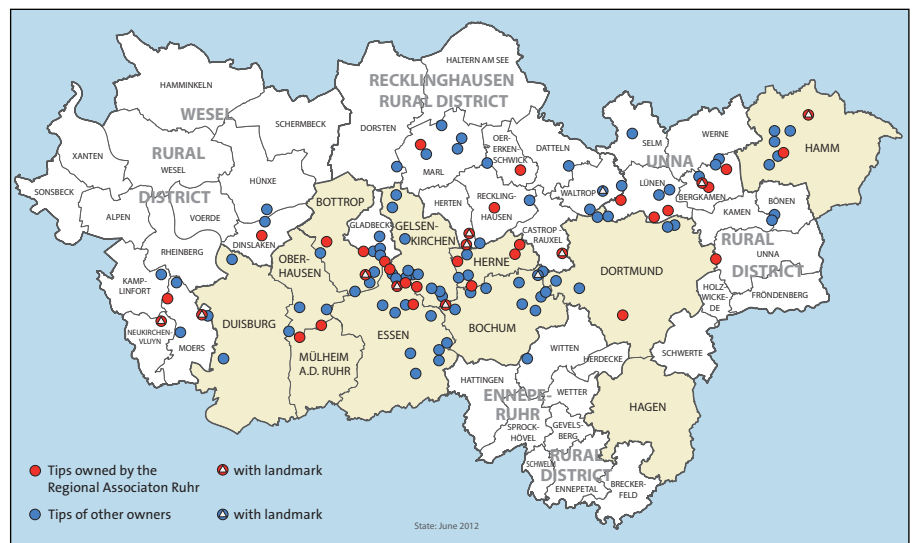 HALTERN AM SEE
RECKLINGHAUSEN
RURAL DISTRICT
HAMMINKELN
WESEL
SCHERMBECK
DORSTEN
OER-
ERKEN-
SCHWICK
DATTELN
SELM
WERNE
HAMM
XANTEN
RURAL
WESEL
DISTRICT
MARL
UNNA
SONSBECK
HÜNXE
WALTROP
LÜNEN
BERGKAMEN
BÖNEN
ALPEN
VOERDE
BOTTROP
HERTEN
RECKLING-
HAUSEN
KAMEN
GLADBECK
GELSEN-
KIRCHEN
CASTROP
RAUXEL
RHEINBERG
DINSLAKEN
OBER-
HAUSEN
HERNE
DORTMUND
RURAL
UNNA
DISTRICT
KAMP-
LINFORT
HOLZ-
WICKE-
DE
FRÖNDENBERG
NEUKIRCHEN-
VLUYN
MOERS
DUISBURG
ESSEN
BOCHUM
MÜLHEIM
A.D. RUHR
WITTEN
HERDECKE
SCHWERTE
HATTINGEN
ENNEPE-
RUHR
WETTER
HAGEN
SPROCK-
HÖVEL
GEVELS-
BERG
SCHWELM
RURAL
DISTRICT
ENNEPETAL
BRECKER-
FELD
Tips owned by the
Regional Associaton Ruhr
with landmark
Tips of other owners
with landmark
State: June 2012